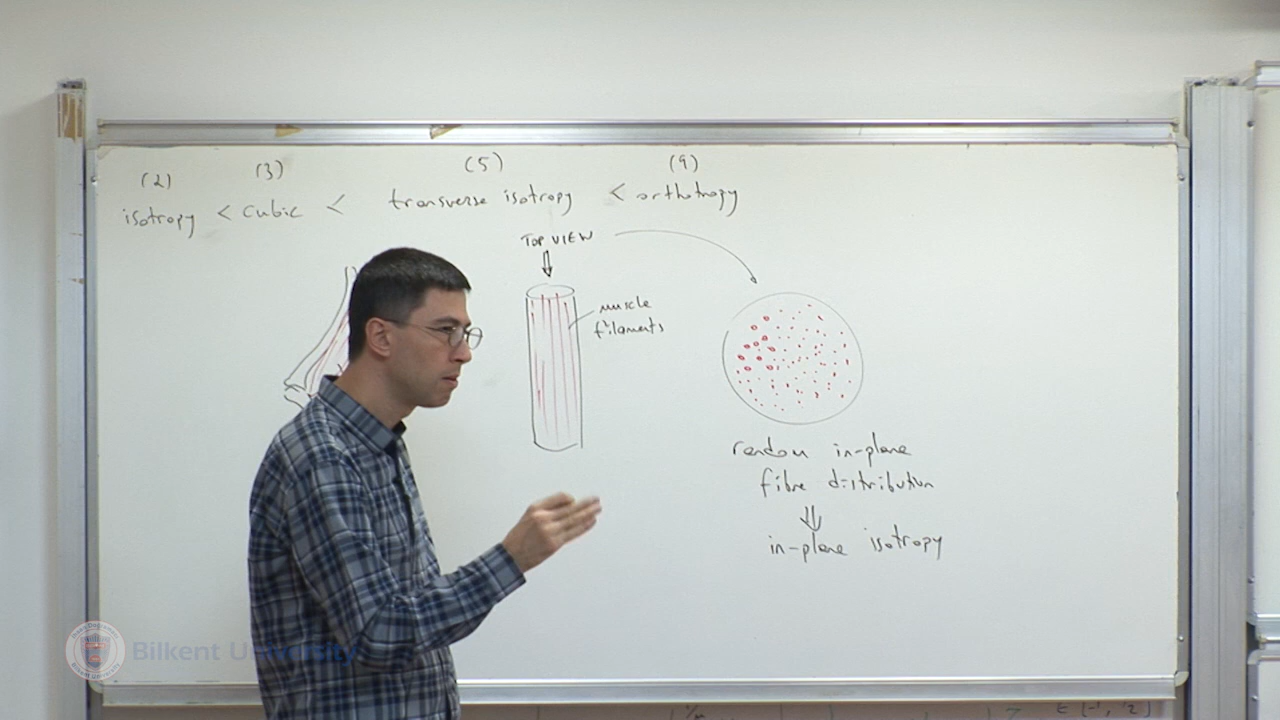 (2) (3) (5) (9)
isotropy < cubic < transverse isotropy < orthotropy
TOP VIEW
muscle
filaments
random in-plane
fibre distribution
⇓
in-plane isotropy
Bilkent University